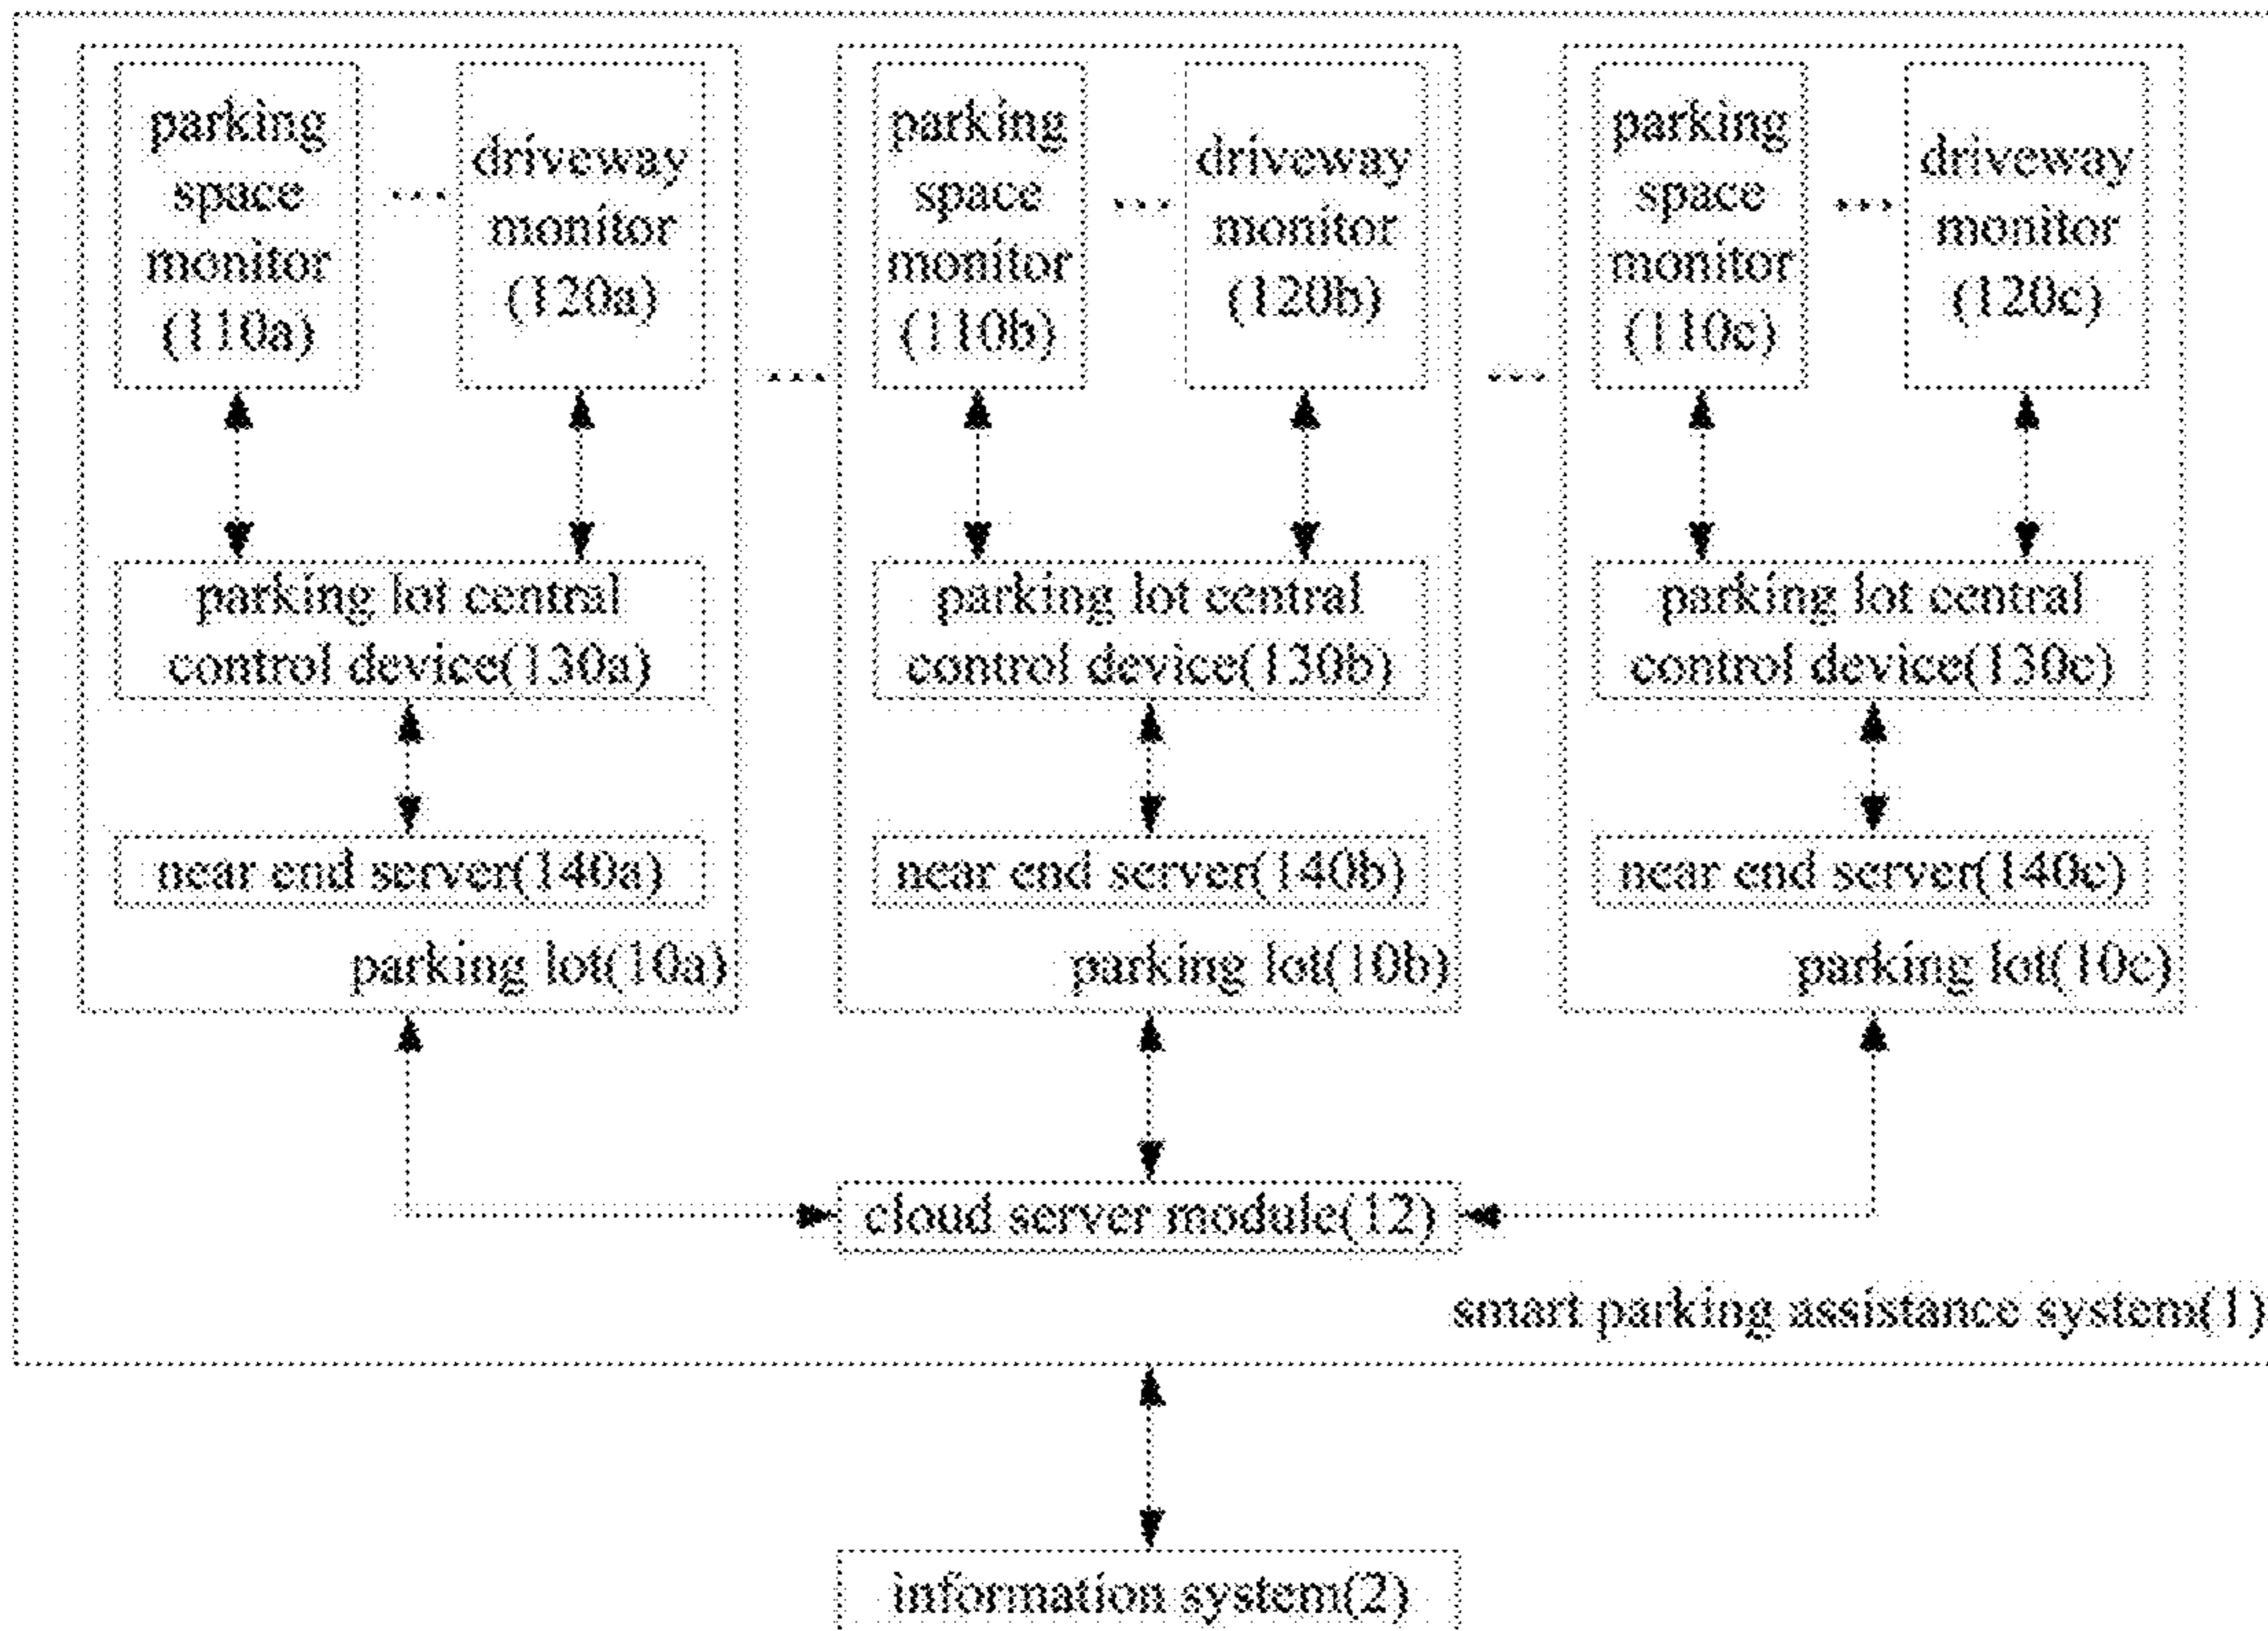 parking
space
monitor
(110a)
...
driveway
monitor
(120a)
...
parking
space
monitor
(110b)
...
driveway
monitor
(120b)
...
parking
space
monitor
(110c)
...
driveway
monitor
(120c)
parking lot central
control device(130a)
parking lot central
control device(130b)
parking lot central
control device(130c)
near end server(140a)
near end server(140b)
near end server(140c)
parking lot(10a)
parking lot(10b)
parking lot(10c)
cloud server module(12)
smart parking assistance system(1)
information system(2)